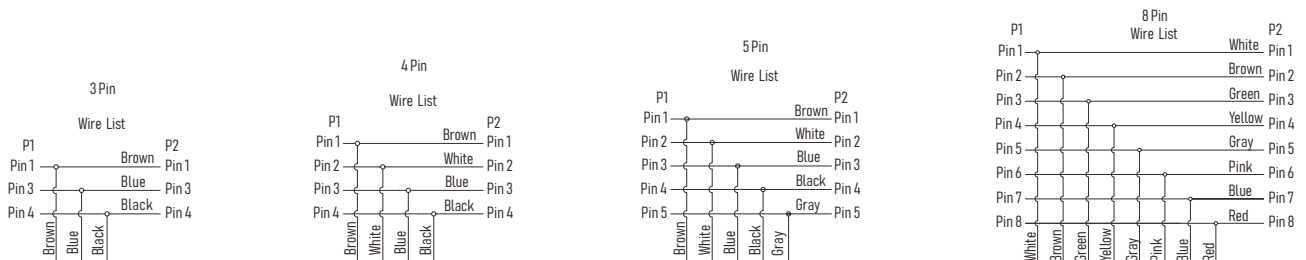 3 Pin
Wire List
P1 P2
Pin 1 Brown Pin 1
Pin 3 Blue Pin 3
Pin 4 Black Pin 4
Brown
Blue
Black
4 Pin
Wire List
P1 P2
Pin 1 Brown Pin 1
Pin 2 White Pin 2
Pin 3 Blue Pin 3
Pin 4 Black Pin 4
Brown
White
Blue
Black
5 Pin
Wire List
P1 P2
Pin 1 Brown Pin 1
Pin 2 White Pin 2
Pin 3 Blue Pin 3
Pin 4 Black Pin 4
Pin 5 Gray Pin 5
Brown
White
Blue
Black
Gray
8 Pin
Wire List
P1 P2
Pin 1 White Pin 1
Pin 2 Brown Pin 2
Pin 3 Green Pin 3
Pin 4 Yellow Pin 4
Pin 5 Gray Pin 5
Pin 6 Pink Pin 6
Pin 7 Blue Pin 7
Pin 8 Red Pin 8
White
Brown
Green
Yellow
Gray
Pink
Blue
Red